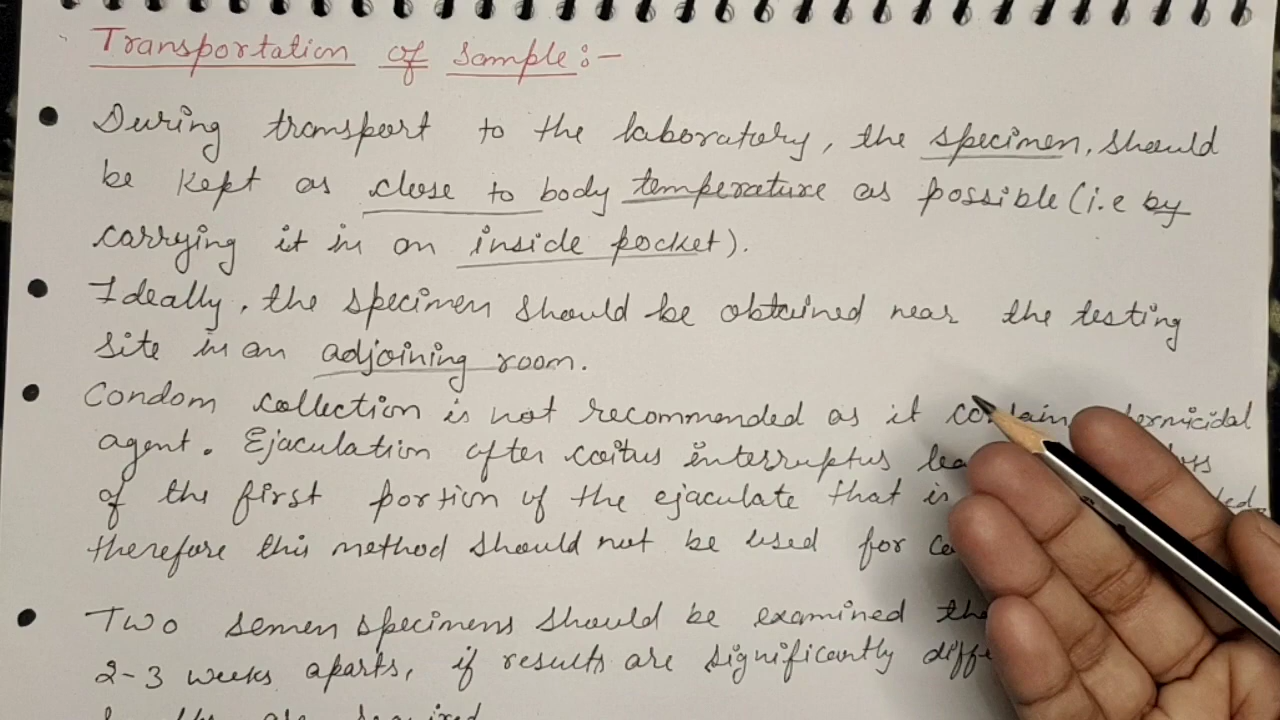 Transportation of Sample:-
During transport to the laboratory, the specimen, should
be kept as close to body temperature as possible (i.e by
carrying it in an inside pocket).
Ideally, the specimen should be obtained near the testing
site in an adjoining room.
Condom collection is not recommended as it
agent. Ejaculation after coitus interruptus
of the first portion of the ejaculate that is
therefore this method should not be used for
Two semen specimens should be examined
2-3 weeks aparts, if results are significantly